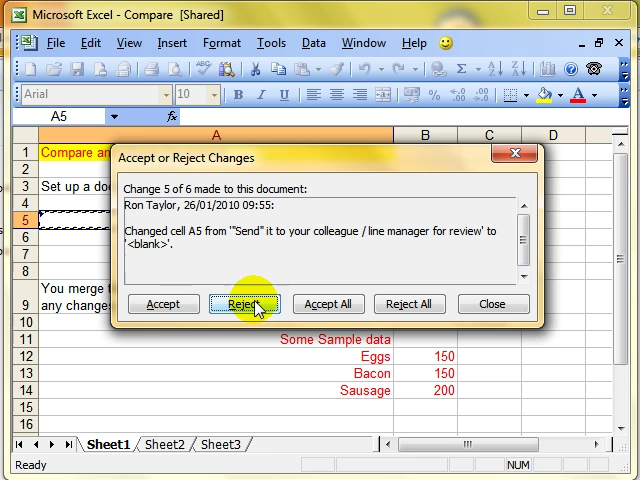 Microsoft Excel - Compare [Shared]
File Edit View Insert Format Tools Data Window Help
Arial 10 B I U
A5 fx
A B C D
1 Compare an
2
3 Set up a do
4
5
6
7
8
You merge t
9 any changes
10
11 Some Sample data
12 Eggs 150
13 Bacon 150
14 Sausage 200
15
16
Accept or Reject Changes
Change 5 of 6 made to this document:
Ron Taylor, 26/01/2010 09:55:
Changed cell A5 from '"Send" it to your colleague / line manager for review' to
'<blank>'.
Accept Reject Accept All Reject All Close
Sheet1 Sheet2 Sheet3
Ready NUM